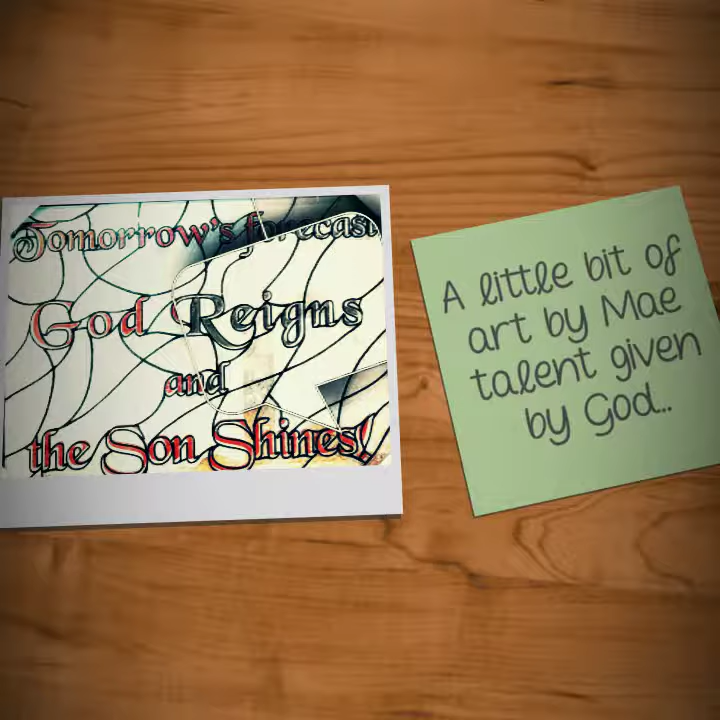 Tomorrow's forecast
God Reigns
and
the Son Shines!
A little bit of
art by Mae
talent given
by God..